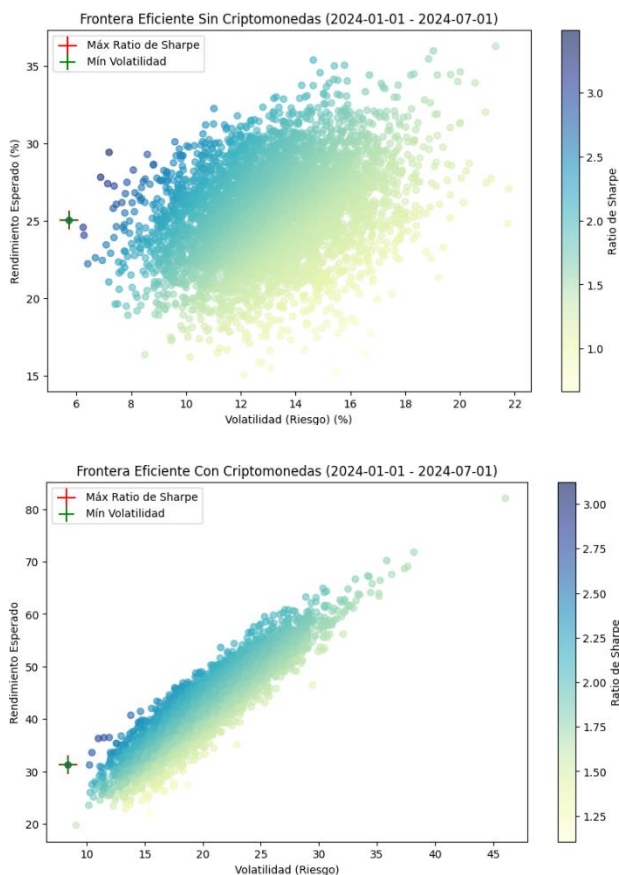 Frontera Eficiente Sin Criptomonedas (2024-01-01 - 2024-07-01)
Máx Ratio de Sharpe
Mín Volatilidad
35
30
25
20
15
Rendimiento Esperado (%)
6 8 10 12 14 16 18 20 22
Volatilidad (Riesgo) (%)
3.0
2.5
2.0
1.5
1.0
Ratio de Sharpe
Frontera Eficiente Con Criptomonedas (2024-01-01 - 2024-07-01)
Máx Ratio de Sharpe
Mín Volatilidad
80
70
60
50
40
30
20
Rendimiento Esperado
10 15 20 25 30 35 40 45
Volatilidad (Riesgo)
3.00
2.75
2.50
2.25
2.00
1.75
1.50
1.25
Ratio de Sharpe